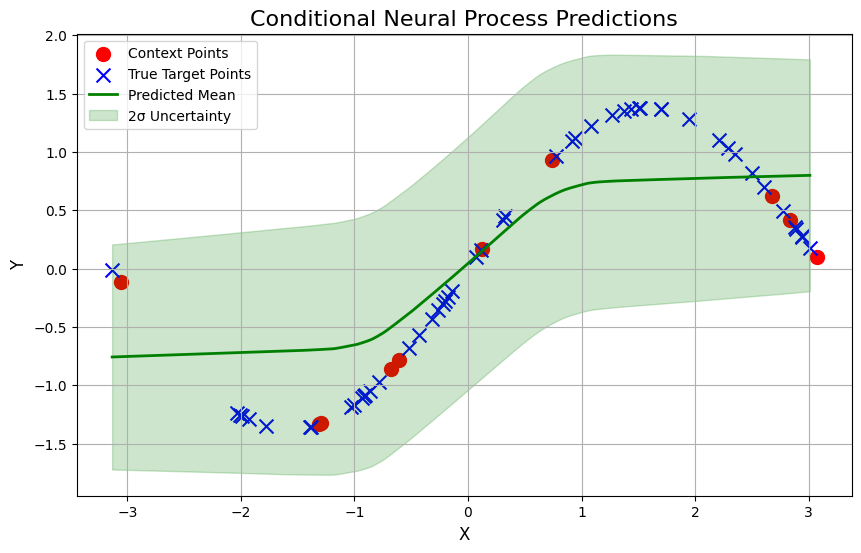 Conditional Neural Process Predictions
Context Points
True Target Points
Predicted Mean
2σ Uncertainty
2.0
1.5
1.0
0.5
0.0
−0.5
−1.0
−1.5
Y
−3
−2
−1
0
1
2
3
X